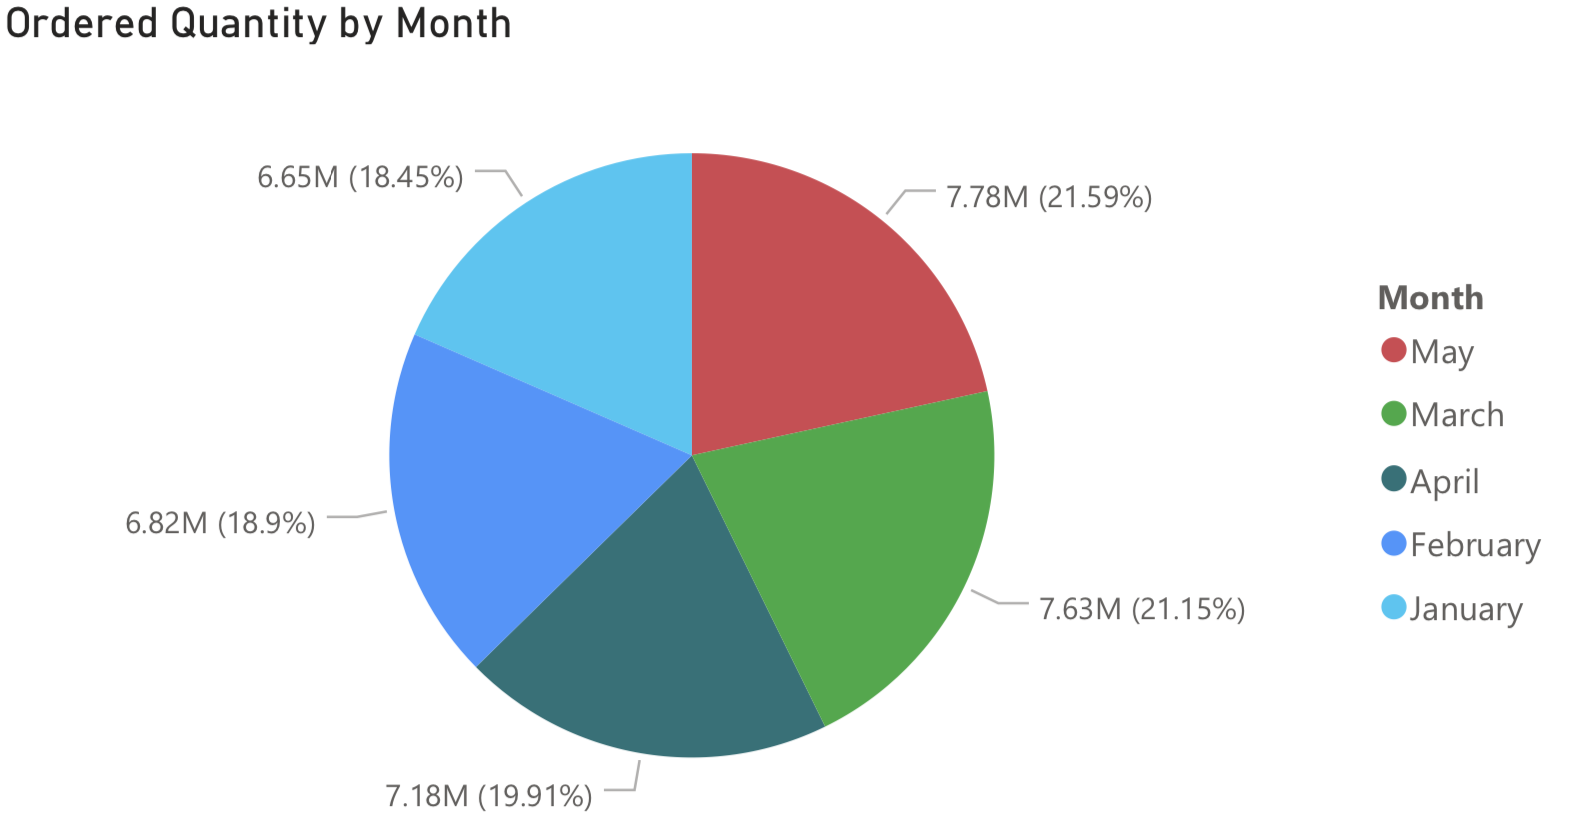 Ordered Quantity by Month
6.65M (18.45%)
7.78M (21.59%)
6.82M (18.9%)
7.63M (21.15%)
7.18M (19.91%)
Month
May
March
April
February
January